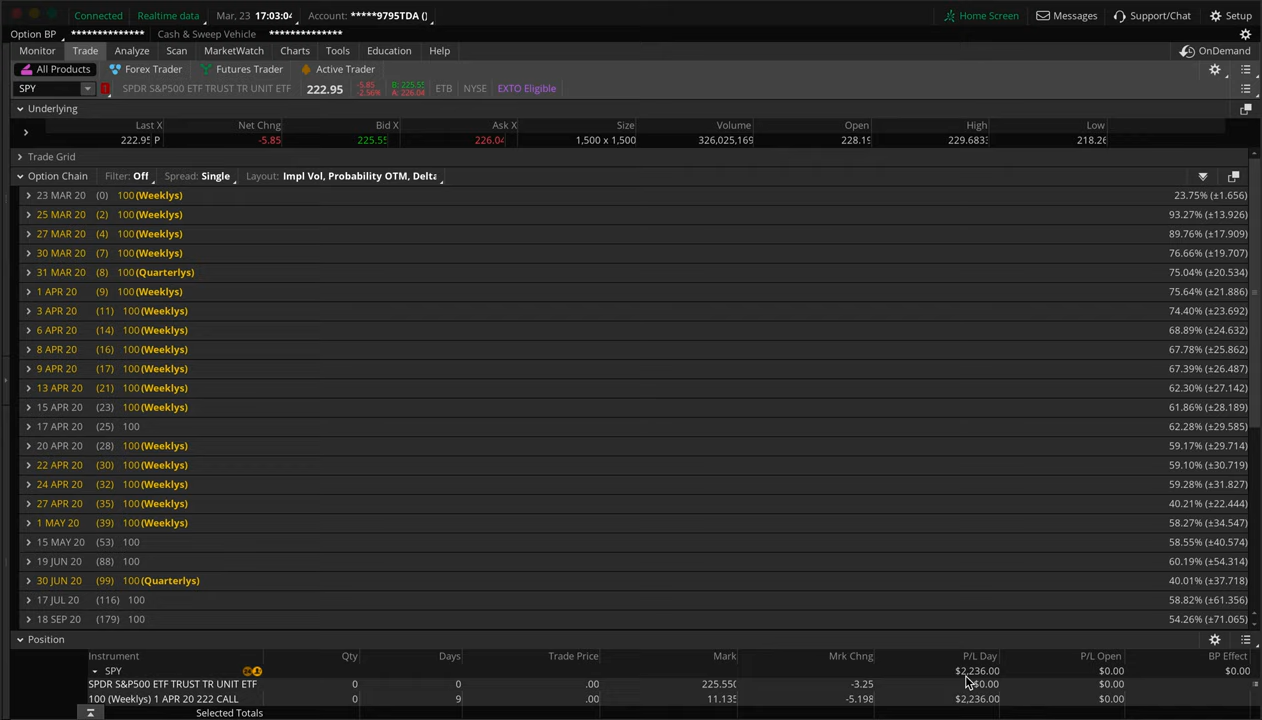 Connected Realtime data Mar, 23 17:03:04 Account: *****9795TDA () Home Screen Messages Support/Chat Setup
Option BP ************** Cash & Sweep Vehicle **************
Monitor Trade Analyze Scan MarketWatch Charts Tools Education Help OnDemand
All Products Forex Trader Futures Trader Active Trader
SPY SPDR S&P500 ETF TRUST TR UNIT ETF 222.95 -5.85 -2.56% B: 225.55 A: 226.04 ETB NYSE EXTO Eligible
Underlying
Last X Net Chng Bid X Ask X Size Volume Open High Low
222.95 P -5.85 225.55 226.04 1,500 x 1,500 326,025,169 228.19 229.6833 218.26
Trade Grid
Option Chain Filter: Off Spread: Single Layout: Impl Vol, Probability OTM, Delta
23 MAR 20 (0) 100 (Weeklys) 23.75% (±1.656)
25 MAR 20 (2) 100 (Weeklys) 93.27% (±13.926)
27 MAR 20 (4) 100 (Weeklys) 89.76% (±17.909)
30 MAR 20 (7) 100 (Weeklys) 76.66% (±19.707)
31 MAR 20 (8) 100 (Quarterlys) 75.04% (±20.534)
1 APR 20 (9) 100 (Weeklys) 75.64% (±21.886)
3 APR 20 (11) 100 (Weeklys) 74.40% (±23.692)
6 APR 20 (14) 100 (Weeklys) 68.89% (±24.632)
8 APR 20 (16) 100 (Weeklys) 67.78% (±25.862)
9 APR 20 (17) 100 (Weeklys) 67.39% (±26.487)
13 APR 20 (21) 100 (Weeklys) 62.30% (±27.142)
15 APR 20 (23) 100 (Weeklys) 61.86% (±28.189)
17 APR 20 (25) 100 62.28% (±29.585)
20 APR 20 (28) 100 (Weeklys) 59.17% (±29.714)
22 APR 20 (30) 100 (Weeklys) 59.10% (±30.719)
24 APR 20 (32) 100 (Weeklys) 59.28% (±31.827)
27 APR 20 (35) 100 (Weeklys) 40.21% (±22.444)
1 MAY 20 (39) 100 (Weeklys) 58.27% (±34.547)
15 MAY 20 (53) 100 58.55% (±40.574)
19 JUN 20 (88) 100 60.19% (±54.314)
30 JUN 20 (99) 100 (Quarterlys) 40.01% (±37.718)
17 JUL 20 (116) 100 58.82% (±61.356)
18 SEP 20 (179) 100 54.26% (±71.065)
Position
Instrument Qty Days Trade Price Mark Mrk Chng P/L Day P/L Open BP Effect
SPY $2,236.00 $0.00 $0.00
SPDR S&P500 ETF TRUST TR UNIT ETF 0 0 .00 225.550 -3.25 $0.00 $0.00
100 (Weeklys) 1 APR 20 222 CALL 0 9 .00 11.135 -5.198 $2,236.00 $0.00
Selected Totals